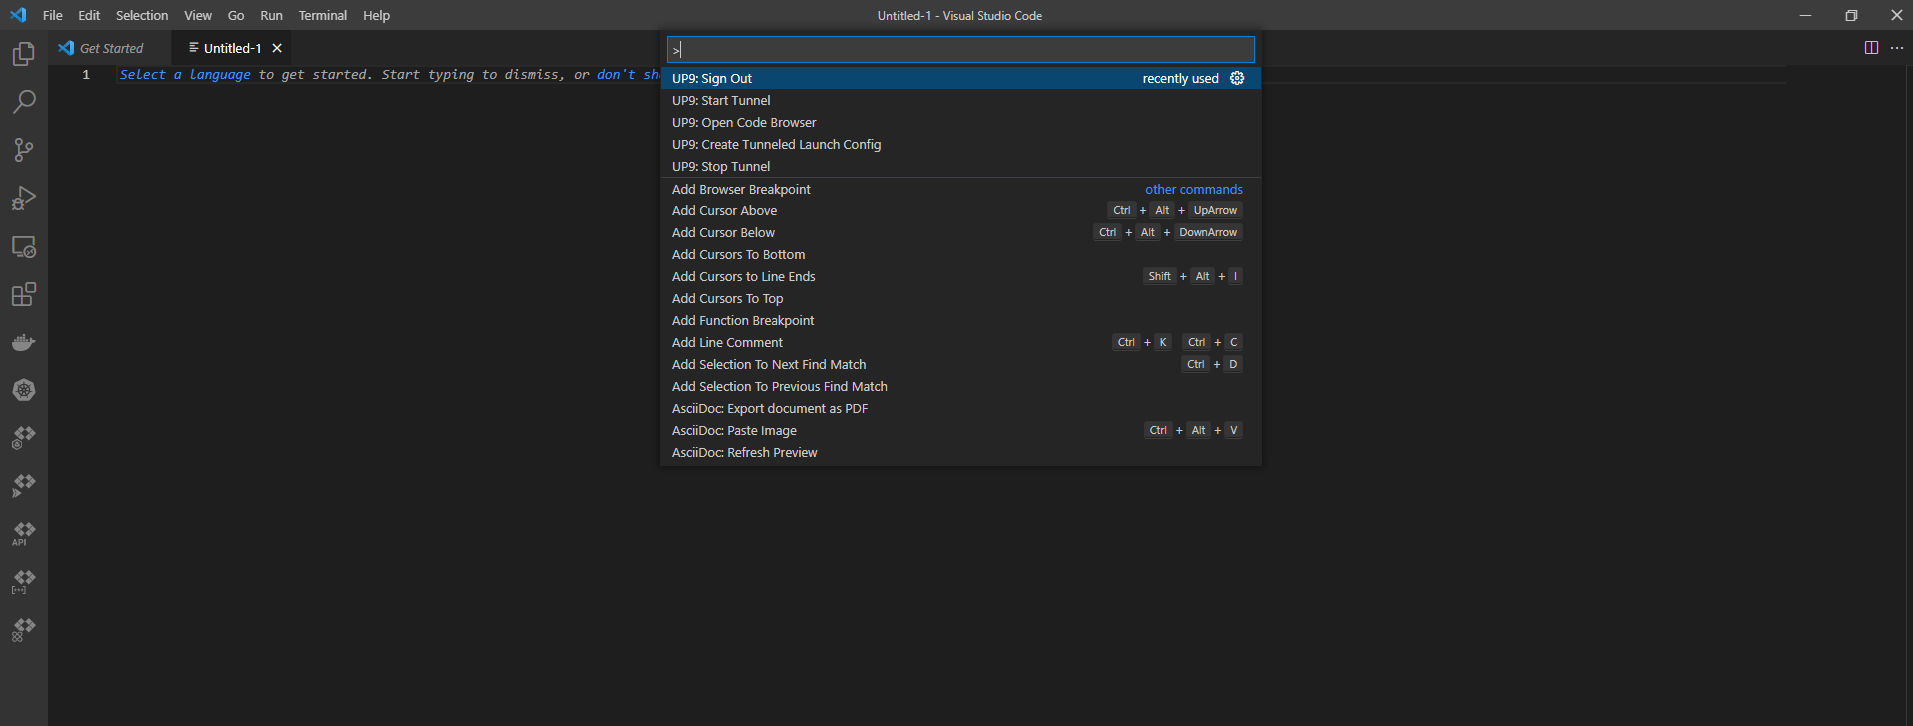 File Edit Selection View Go Run Terminal Help
Untitled-1 - Visual Studio Code
Get Started
Untitled-1
1 Select a language to get started. Start typing to dismiss, or don't sh
>
UP9: Sign Out recently used
UP9: Start Tunnel
UP9: Open Code Browser
UP9: Create Tunneled Launch Config
UP9: Stop Tunnel
Add Browser Breakpoint other commands
Add Cursor Above Ctrl + Alt + UpArrow
Add Cursor Below Ctrl + Alt + DownArrow
Add Cursors To Bottom
Add Cursors to Line Ends Shift + Alt + I
Add Cursors To Top
Add Function Breakpoint
Add Line Comment Ctrl + K Ctrl + C
Add Selection To Next Find Match Ctrl + D
Add Selection To Previous Find Match
AsciiDoc: Export document as PDF
AsciiDoc: Paste Image Ctrl + Alt + V
AsciiDoc: Refresh Preview
API